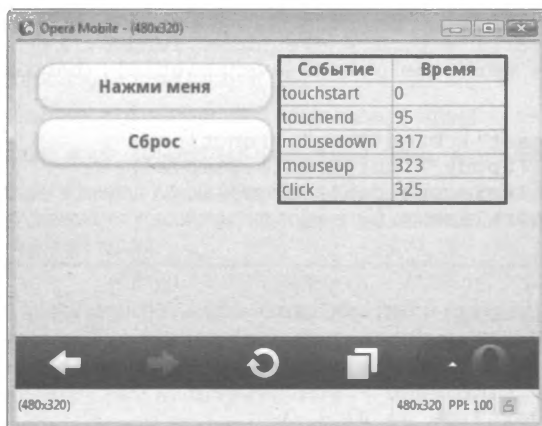 Opera Mobile - (480x320)
Нажми меня
Сброс
Событие Время
touchstart 0
touchend 95
mousedown 317
mouseup 323
click 325
(480x320) 480x320 PPI: 100